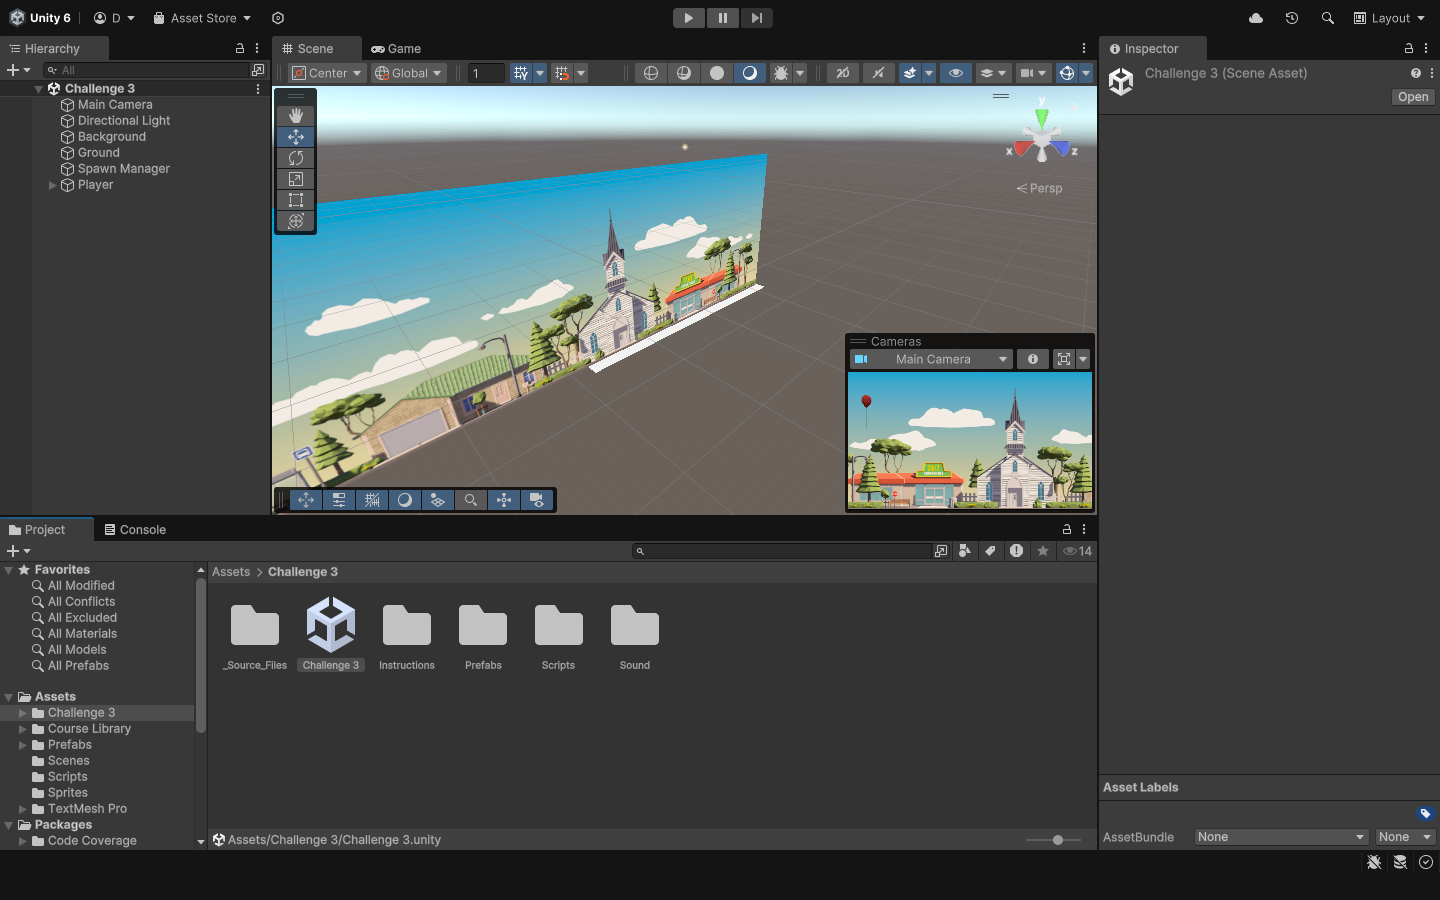 Unity 6
D
Asset Store
Layout
Hierarchy
All
Challenge 3
Main Camera
Directional Light
Background
Ground
Spawn Manager
Player
Scene
Game
Center
Global
1
2D
y
x
z
Persp
Cameras
Main Camera
Inspector
Challenge 3 (Scene Asset)
Open
Project
Console
14
Favorites
All Modified
All Conflicts
All Excluded
All Materials
All Models
All Prefabs
Assets
Challenge 3
Course Library
Prefabs
Scenes
Scripts
Sprites
TextMesh Pro
Packages
Code Coverage
Assets > Challenge 3
_Source_Files
Challenge 3
Instructions
Prefabs
Scripts
Sound
Assets/Challenge 3/Challenge 3.unity
Asset Labels
AssetBundle
None
None